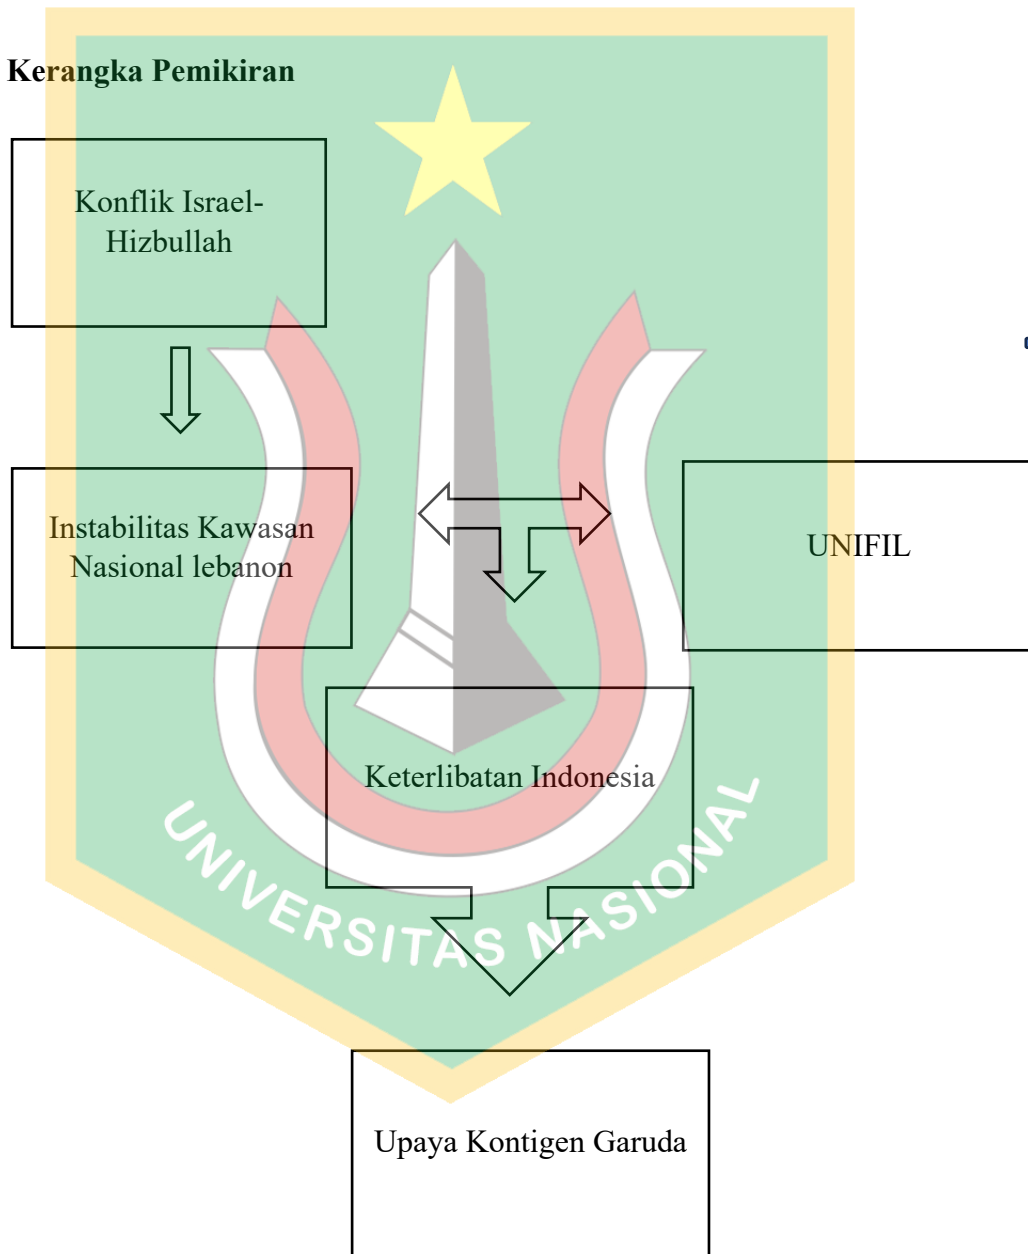 Kerangka Pemikiran
Konflik Israel-
Hizbullah
Instabilitas Kawasan
Nasional lebanon
UNIFIL
Keterlibatan Indonesia
UNIVERSITAS NASIONAL
Upaya Kontigen Garuda